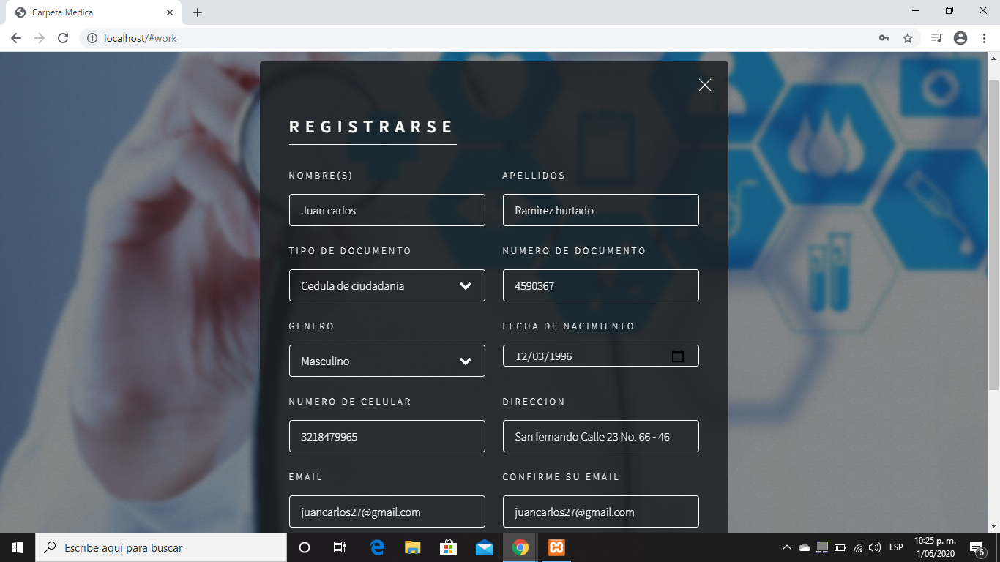 Carpeta Medica
localhost/#work
REGISTRARSE
NOMBRE(S) APELLIDOS
Juan carlos Ramirez hurtado
TIPO DE DOCUMENTO NUMERO DE DOCUMENTO
Cedula de ciudadania 4590367
GENERO FECHA DE NACIMIENTO
Masculino 12/03/1996
NUMERO DE CELULAR DIRECCION
3218479965 San fernando Calle 23 No. 66 - 46
EMAIL CONFIRME SU EMAIL
juancarlos27@gmail.com juancarlos27@gmail.com
Escribe aquí para buscar
ESP
10:25 p. m.
1/06/2020
6